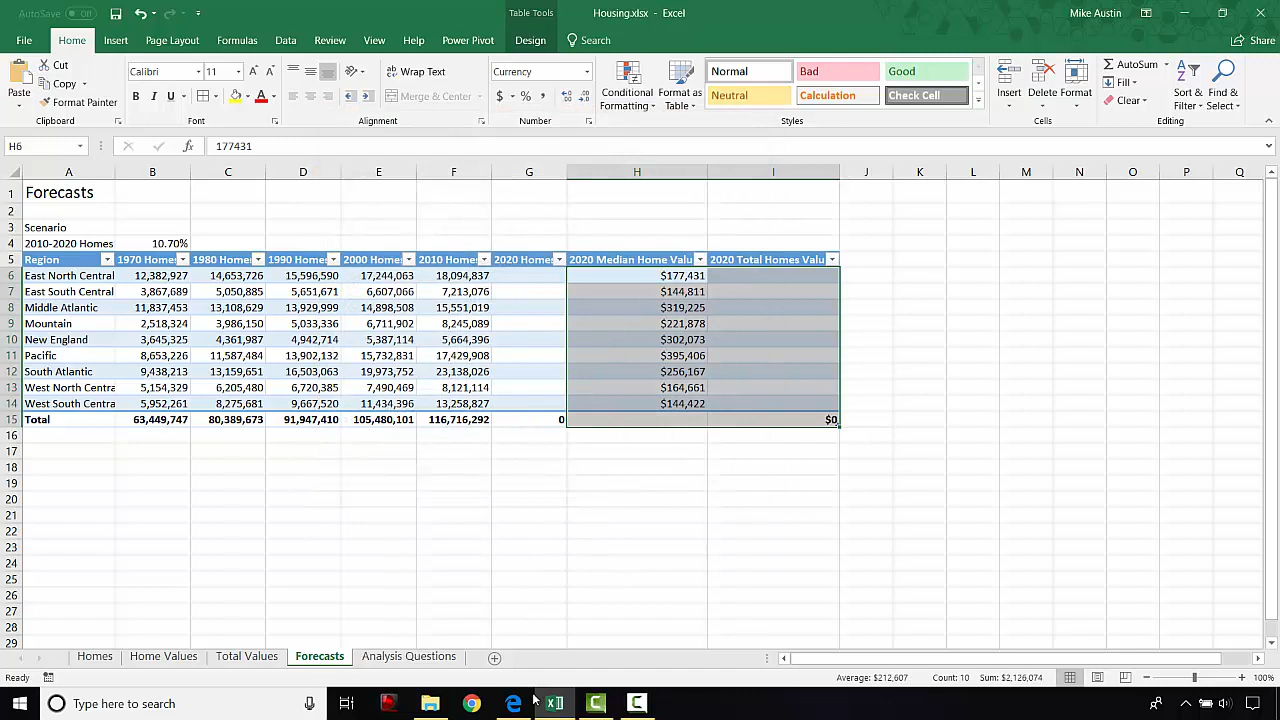 AutoSave Off Table Tools Housing.xlsx - Excel Mike Austin
File Home Insert Page Layout Formulas Data Review View Help Power Pivot Design Search Share
Paste Cut Copy Format Painter Calibri 11 Wrap Text Merge & Center Currency Conditional Formatting Format as Table Normal Bad Good Neutral Calculation Check Cell Insert Delete Format AutoSum Fill Clear Sort & Filter Find & Select
Clipboard Font Alignment Number Styles Cells Editing
H6 fx 177431
A B C D E F G H I J K L M N O P Q
1 Forecasts
2
3 Scenario
4 2010-2020 Homes 10.70%
5 Region 1970 Homes 1980 Homes 1990 Homes 2000 Homes 2010 Homes 2020 Homes 2020 Median Home Valu 2020 Total Homes Valu
6 East North Central 12,382,927 14,653,726 15,596,590 17,244,063 18,094,837 $177,431
7 East South Central 3,867,689 5,050,885 5,651,671 6,607,066 7,213,076 $144,811
8 Middle Atlantic 11,837,453 13,108,629 13,929,999 14,898,508 15,551,019 $319,225
9 Mountain 2,518,324 3,986,150 5,033,336 6,711,902 8,245,089 $221,878
10 New England 3,645,325 4,361,987 4,942,714 5,387,114 5,664,396 $302,073
11 Pacific 8,653,226 11,587,484 13,902,132 15,732,831 17,429,908 $395,406
12 South Atlantic 9,438,213 13,159,651 16,503,063 19,973,752 23,138,026 $256,167
13 West North Centra 5,154,329 6,205,480 6,720,385 7,490,469 8,121,114 $164,661
14 West South Centra 5,952,261 8,275,681 9,667,520 11,434,396 13,258,827 $144,422
15 Total 63,449,747 80,389,673 91,947,410 105,480,101 116,716,292 0 $0
16
17
18
19
20
21
22
23
24
25
26
27
28
29
Homes Home Values Total Values Forecasts Analysis Questions
Ready Average: $212,607 Count: 10 Sum: $2,126,074 100%
Type here to search